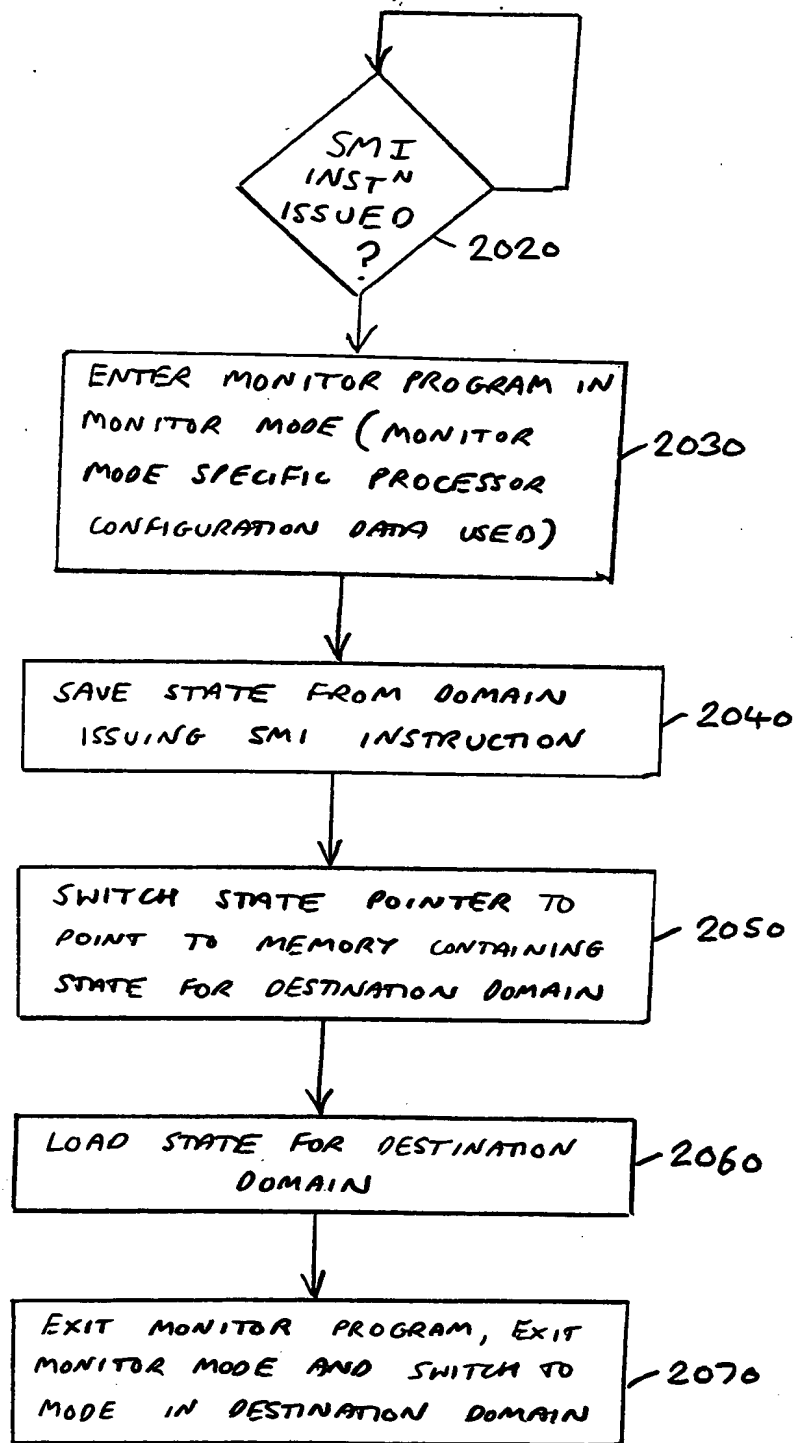 SMI
INSTN
ISSUED
?
2020
ENTER MONITOR PROGRAM IN
MONITOR MODE (MONITOR
MODE SPECIFIC PROCESSOR
CONFIGURATION DATA USED)
2030
SAVE STATE FROM DOMAIN
ISSUING SMI INSTRUCTION
2040
SWITCH STATE POINTER TO
POINT TO MEMORY CONTAINING
STATE FOR DESTINATION DOMAIN
2050
LOAD STATE FOR DESTINATION
DOMAIN
2060
EXIT MONITOR PROGRAM, EXIT
MONITOR MODE AND SWITCH TO
MODE IN DESTINATION DOMAIN
2070